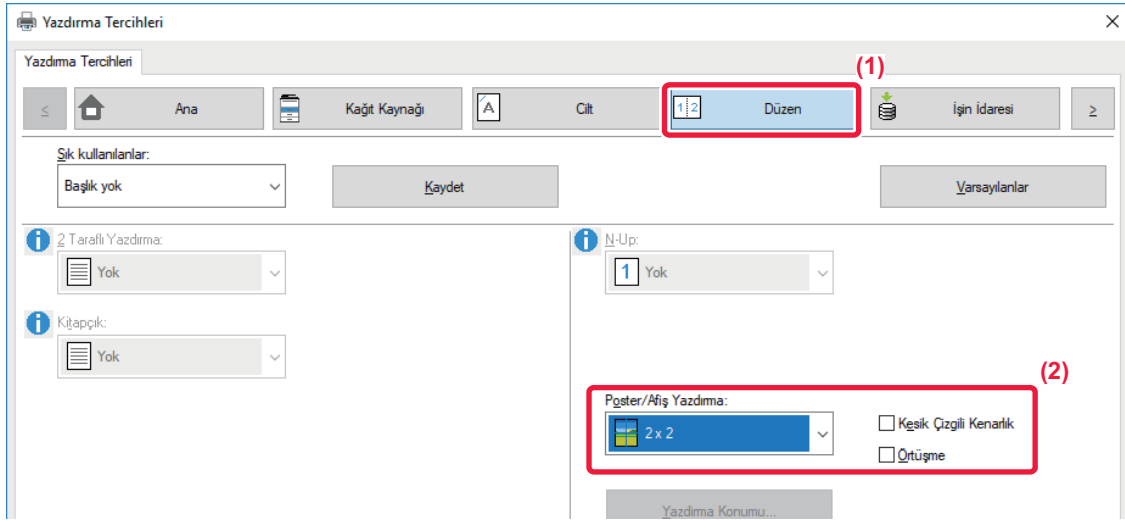 Yazdırma Tercihleri
Yazdırma Tercihleri
(1)
< Ana Kağıt Kaynağı A Cilt 1 2 Düzen İşin İdaresi >
Sık kullanılanlar:
Başlık yok Kaydet Varsayılanlar
2 Taraflı Yazdırma: N-Up:
Yok 1 Yok
Kitapçık:
Yok
(2)
Poster/Afiş Yazdırma:
2 x 2 Kesik Çizgili Kenarlık
Örtüşme
Yazdırma Konumu...